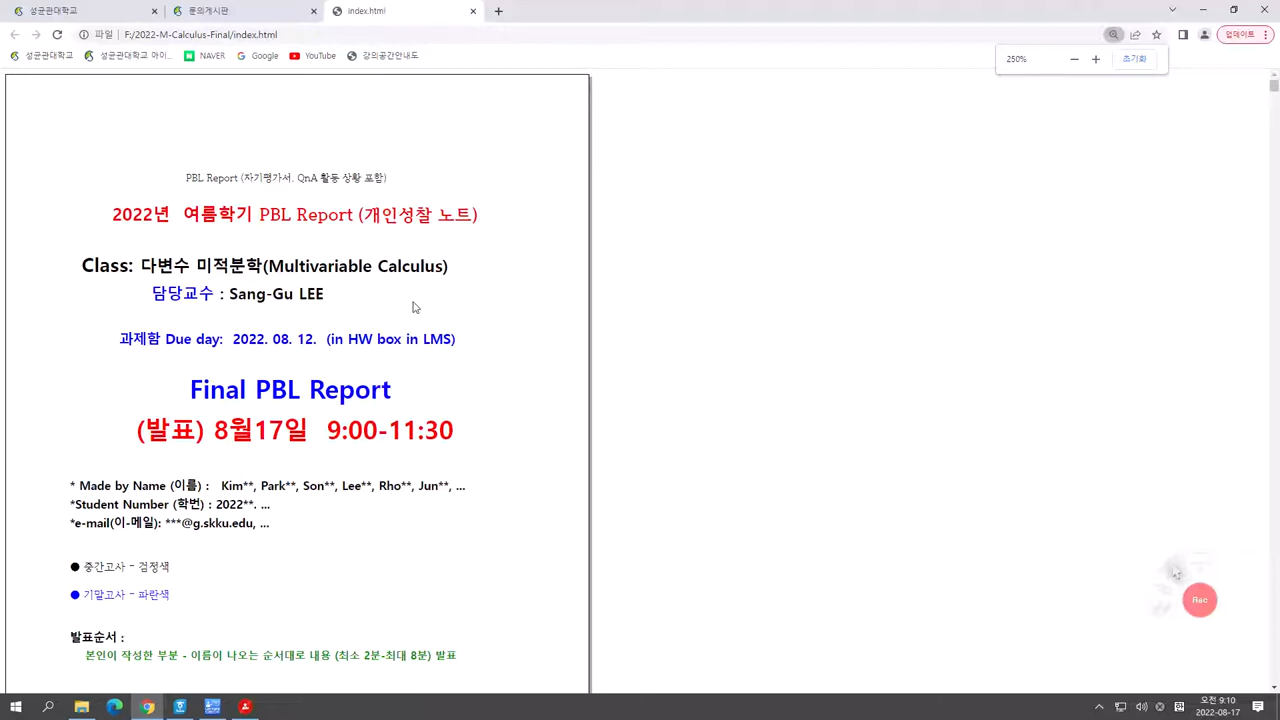 성균관대학교
문의게시판
index.html
파일
F:/2022-M-Calculus-Final/index.html
업데이트
성균관대학교
성균관대학교 아이...
NAVER
Google
YouTube
강의공간안내도
250%
초기화
PBL Report (자기평가서, QnA 활동 상황 포함)
2022년 여름학기 PBL Report (개인성찰 노트)
Class: 다변수 미적분학(Multivariable Calculus)
담당교수 : Sang-Gu LEE
과제함 Due day: 2022. 08. 12. (in HW box in LMS)
Final PBL Report
(발표) 8월17일 9:00-11:30
* Made by Name (이름) : Kim**, Park**, Son**, Lee**, Rho**, Jun**, ...
*Student Number (학번) : 2022**. ...
*e-mail(이-메일): ***@g.skku.edu, ...
● 중간고사 - 검정색
● 기말고사 - 파란색
발표순서 :
본인이 작성한 부분 - 이름이 나오는 순서대로 내용 (최소 2분-최대 8분) 발표
Rec
오전 9:10
2022-08-17